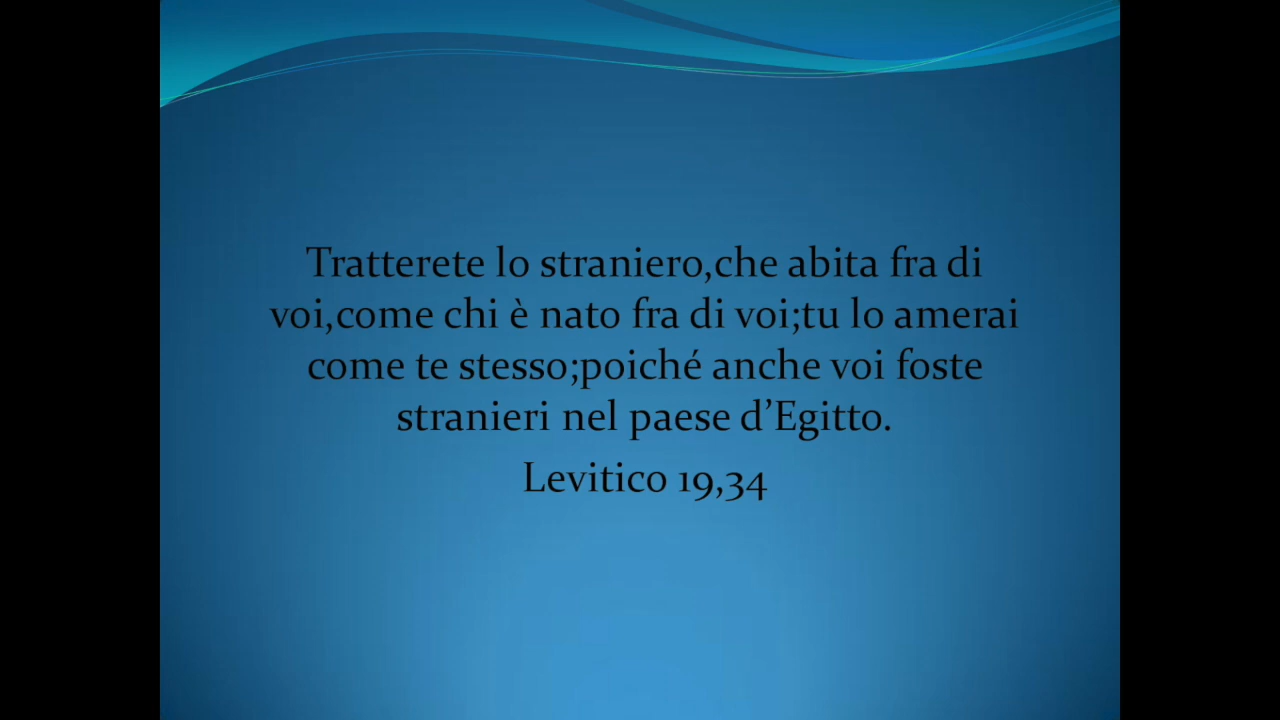 Tratterete lo straniero,che abita fra di
voi,come chi è nato fra di voi;tu lo amerai
come te stesso;poiché anche voi foste
stranieri nel paese d’Egitto.
Levitico 19,34